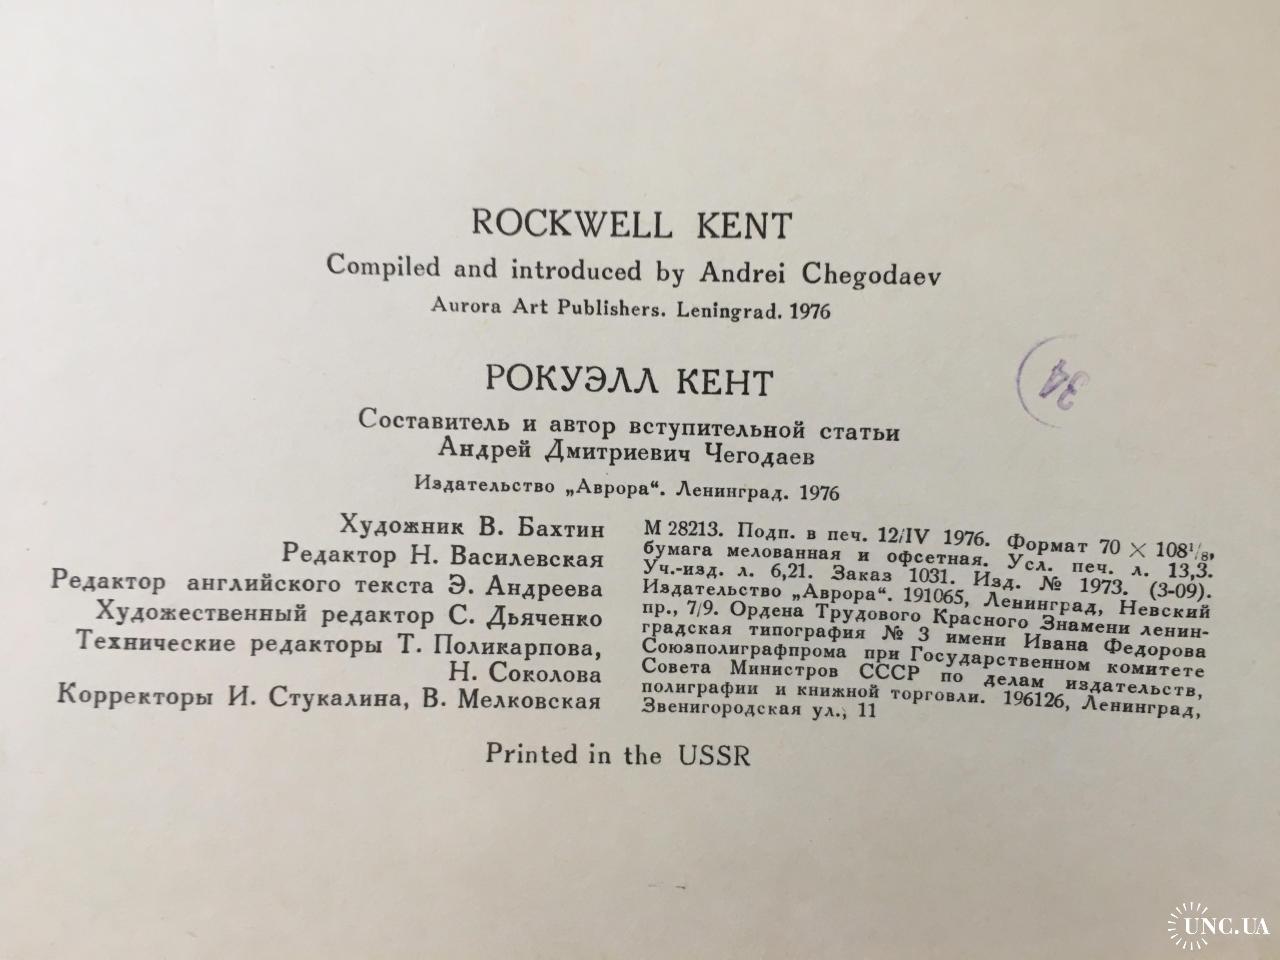 ROCKWELL KENT
Compiled and introduced by Andrei Chegodaev
Aurora Art Publishers. Leningrad. 1976
34
РОКУЭЛЛ КЕНТ
Составитель и автор вступительной статьи
Андрей Дмитриевич Чегодаев
Издательство „Аврора“. Ленинград. 1976
Художник В. Бахтин
Редактор Н. Василевская
Редактор английского текста Э. Андреева
Художественный редактор С. Дьяченко
Технические редакторы Т. Поликарпова,
Н. Соколова
Корректоры И. Стукалина, В. Мелковская
М 28213. Подп. в печ. 12/IV 1976. Формат 70 × 108¹/₈,
бумага мелованная и офсетная. Усл. печ. л. 13,3.
Уч.-изд. л. 6,21. Заказ 1031. Изд. № 1973. (3-09).
Издательство „Аврора“. 191065, Ленинград, Невский
пр., 7/9. Ордена Трудового Красного Знамени ленин-
градская типография № 3 имени Ивана Федорова
Союзполиграфпрома при Государственном комитете
Совета Министров СССР по делам издательств,
полиграфии и книжной торговли. 196126, Ленинград,
Звенигородская ул., 11
Printed in the USSR
UNC.UA